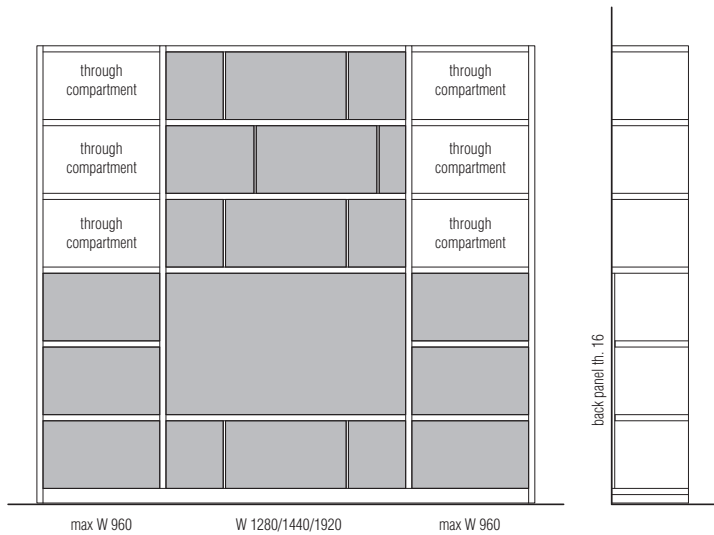 through
compartment
through
compartment
through
compartment
through
compartment
through
compartment
through
compartment
back panel th. 16
max W 960
W 1280/1440/1920
max W 960